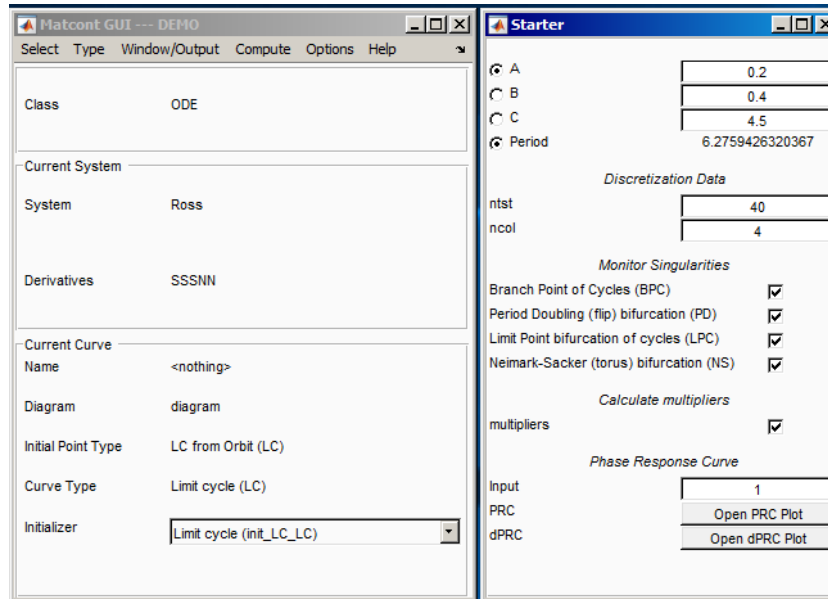 Matcont GUI --- DEMO
Select Type Window/Output Compute Options Help
Class ODE
Current System
System Ross
Derivatives SSSNN
Current Curve
Name <nothing>
Diagram diagram
Initial Point Type LC from Orbit (LC)
Curve Type Limit cycle (LC)
Initializer Limit cycle (init_LC_LC)
Starter
A 0.2
B 0.4
C 4.5
Period 6.2759426320367
Discretization Data
ntst 40
ncol 4
Monitor Singularities
Branch Point of Cycles (BPC)
Period Doubling (flip) bifurcation (PD)
Limit Point bifurcation of cycles (LPC)
Neimark-Sacker (torus) bifurcation (NS)
Calculate multipliers
multipliers
Phase Response Curve
Input 1
PRC Open PRC Plot
dPRC Open dPRC Plot